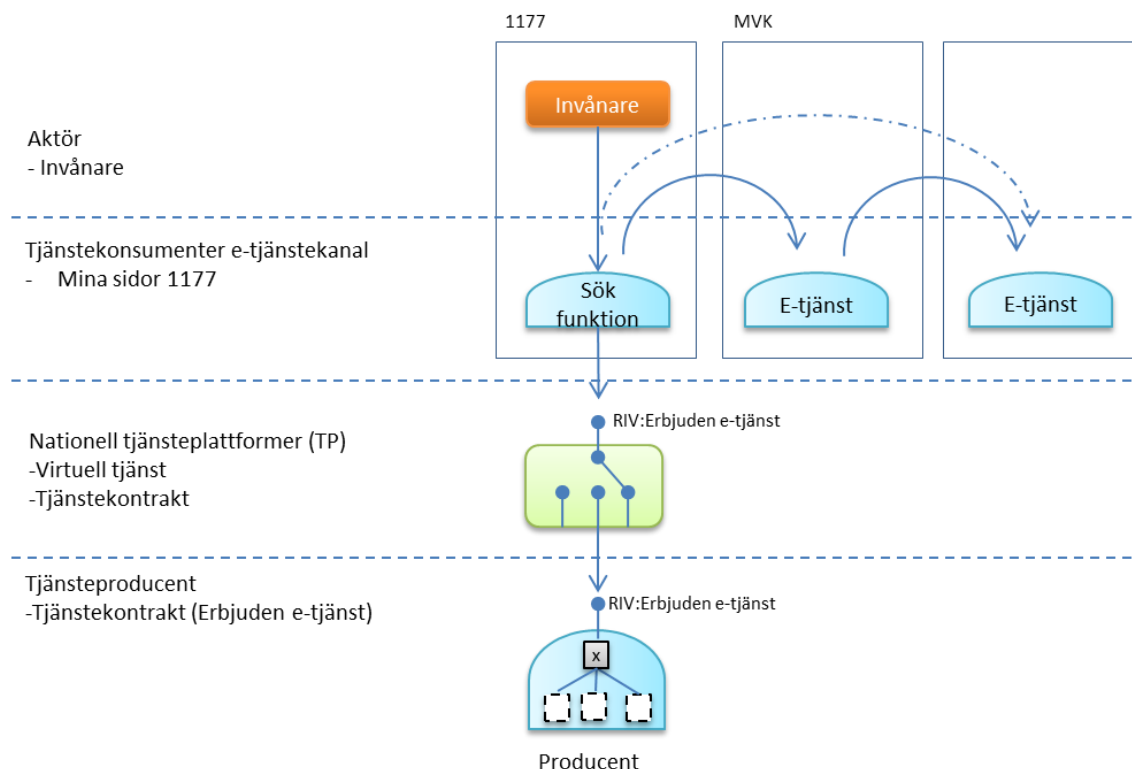 1177
MVK
Invånare
Aktör
- Invånare
Tjänstekonsumenter e-tjänstekanal
- Mina sidor 1177
Sök
funktion
E-tjänst
E-tjänst
RIV:Erbjuden e-tjänst
Nationell tjänsteplattformer (TP)
-Virtuell tjänst
-Tjänstekontrakt
Tjänsteproducent
-Tjänstekontrakt (Erbjuden e-tjänst)
RIV:Erbjuden e-tjänst
x
Producent